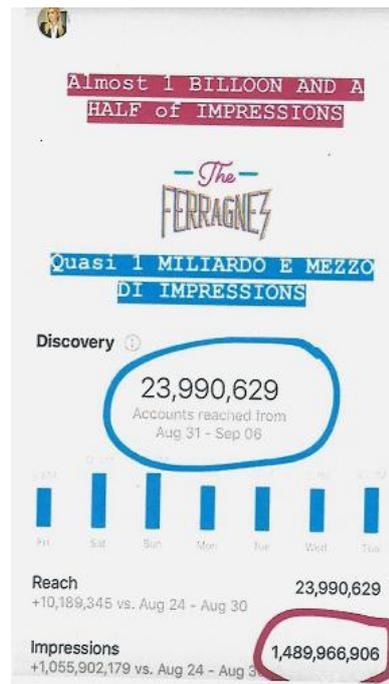 Almost 1 BILLOON AND A
HALF of IMPRESSIONS
The
FERRAGNEZ
Quasi 1 MILIARDO E MEZZO
DI IMPRESSIONS
Discovery
23,990,629
Accounts reached from
Aug 31 - Sep 06
Fri Sat Sun Mon Tue Wed Thu
Reach 23,990,629
+10,189,345 vs. Aug 24 - Aug 30
Impressions 1,489,966,906
+1,055,902,179 vs. Aug 24 - Aug